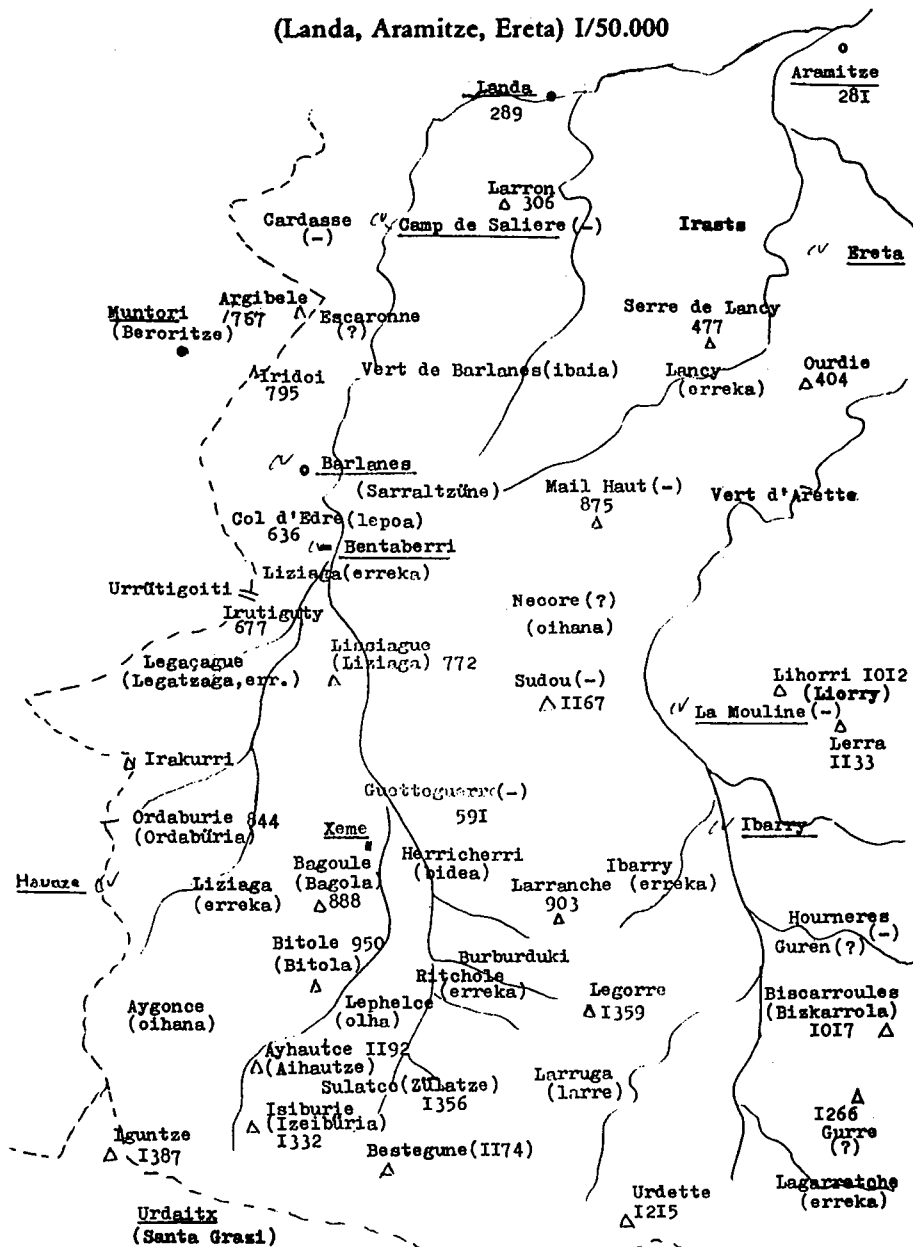 (Landa, Aramitze, Ereta) I/50.000
Landa
289
Aramitze
28I
Larron
306
Cardasse
(-)
Camp de Saliere (-)
Irasts
Ereta
Argibele
767
Muntori
(Beroritze)
Escaronne
(?)
Serre de Lancy
477
Iridoi
795
Vert de Barlanes (ibaia)
Lancy
(erreka)
Ourdie
404
Barlanes
(Sarraltzüne)
Mail Haut (-)
875
Vert d'Arette
Col d'Edre (lepoa)
636
Bentaberri
Liziaga (erreka)
Urrütigoiti
Irutiguty
677
Necore (?)
(oihana)
Legaçague
(Legatzaga, err.)
Linsiague
(Liziaga) 772
Sudou (-)
II67
Lihorri IOI2
(Liorry)
La Mouline (-)
Lerra
II33
Irakurri
Guottoguerre (-)
59I
Ordaburie 844
(Ordabüria)
Xeme
Ibarry
Herricherri
(bidea)
Bagoule
(Bagola)
888
Havaze
Liziaga
(erreka)
Larranche
903
Ibarry
(erreka)
Bitole 950
(Bitola)
Hourneres
(-)
Guren (?)
Burburduki
Ritchole
(erreka)
Aygonce
(oihana)
Lephelce
(olha)
Legorre
I359
Biscarroules
(Bizkarrola)
IOI7
Ayhautce II92
(Aihautze)
Sulatco (Zülatze)
I356
Larruga
(larre)
Isiburie
(Izeibüria)
I332
I266
Gurre
(?)
Iguntze
I387
Bestegune (II74)
Lagarratche
(erreka)
Urdaitx
(Santa Grazi)
Urdette
I2I5